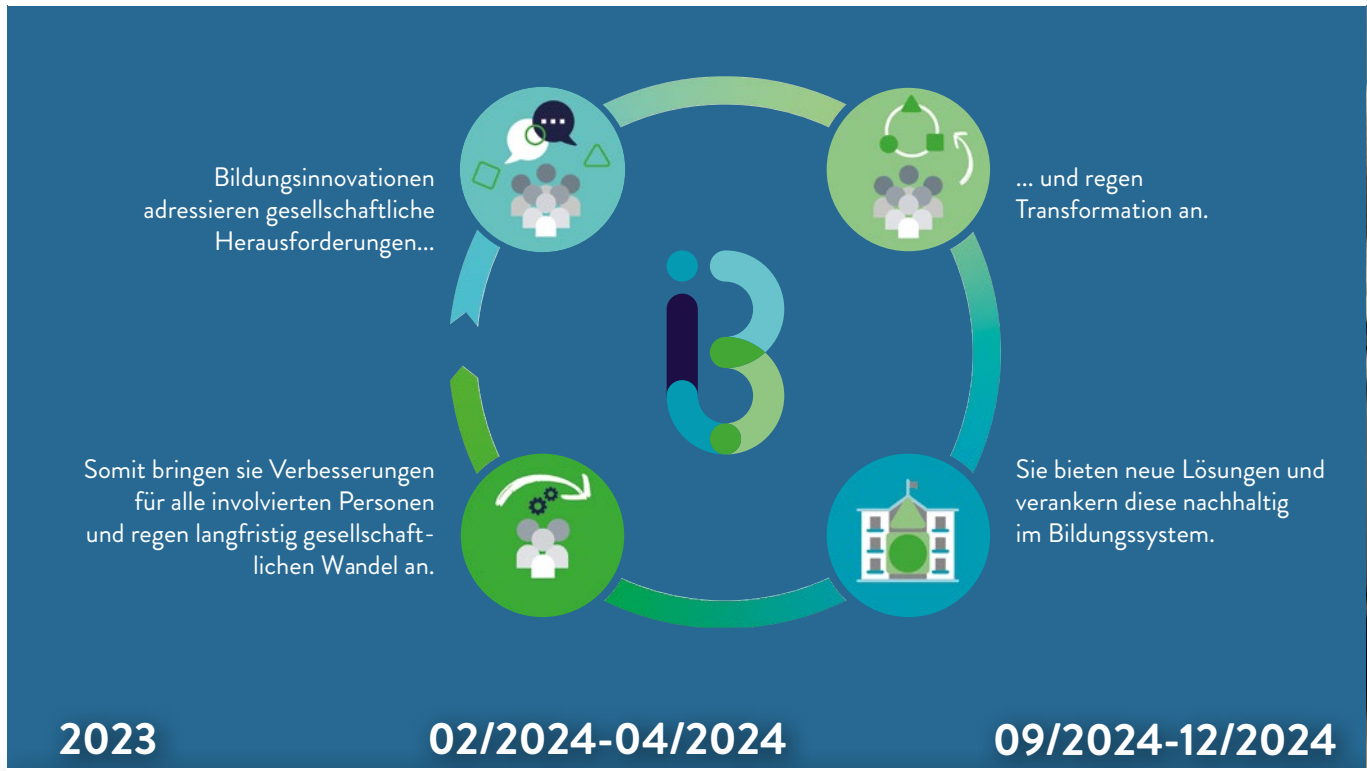 Bildungsinnovationen
adressieren gesellschaftliche
Herausforderungen...
... und regen
Transformation an.
Sie bieten neue Lösungen und
verankern diese nachhaltig
im Bildungssystem.
Somit bringen sie Verbesserungen
für alle involvierten Personen
und regen langfristig gesellschaft-
lichen Wandel an.
iB
2023
02/2024-04/2024
09/2024-12/2024